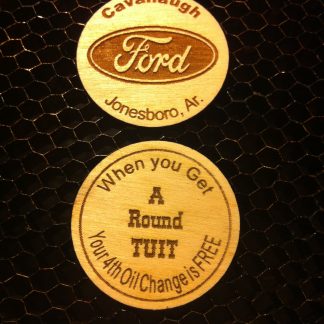 Cavanaugh
Ford
Jonesboro, Ar.
When you Get
A
Round
TUIT
Your 4th Oil Change is FREE